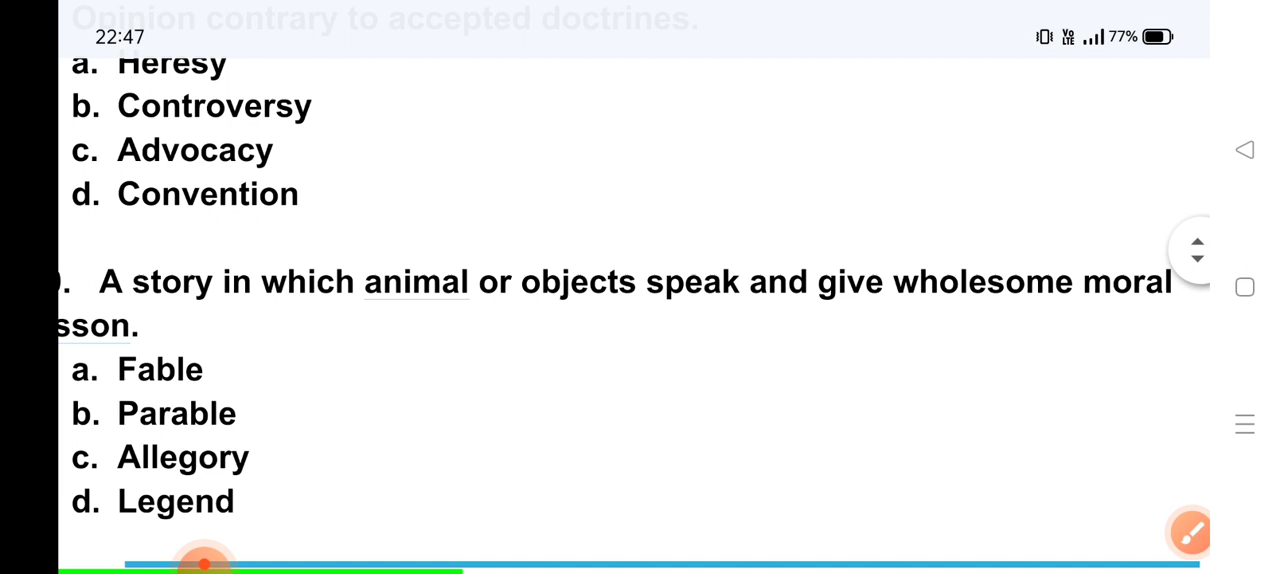 Opinion contrary to accepted doctrines.
22:47
77%
a. Heresy
b. Controversy
c. Advocacy
d. Convention
. A story in which animal or objects speak and give wholesome moral
sson.
a. Fable
b. Parable
c. Allegory
d. Legend